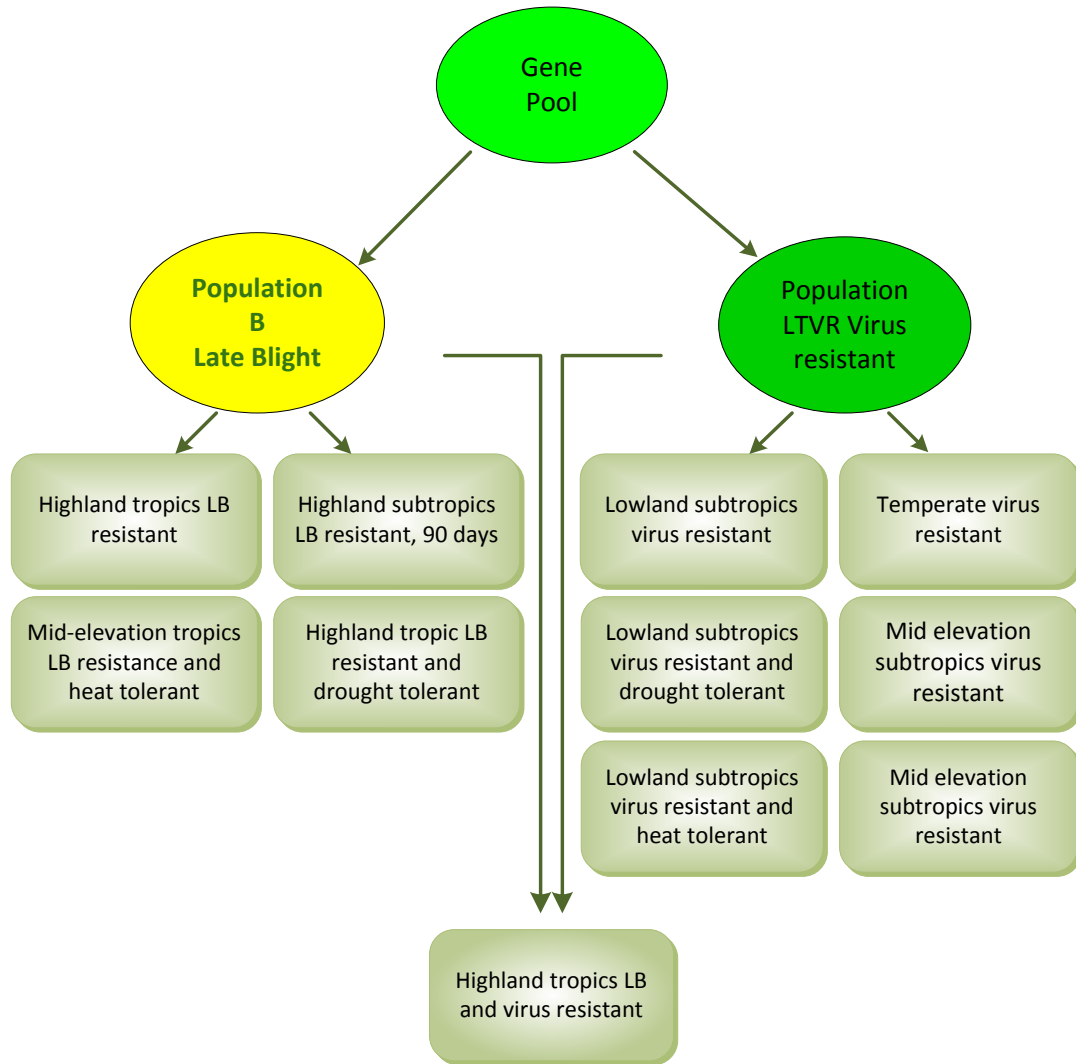 Gene
Pool
Population
B
Late Blight
Population
LTVR Virus
resistant
Highland tropics LB
resistant
Highland subtropics
LB resistant, 90 days
Lowland subtropics
virus resistant
Temperate virus
resistant
Mid-elevation tropics
LB resistance and
heat tolerant
Highland tropic LB
resistant and
drought tolerant
Lowland subtropics
virus resistant and
drought tolerant
Mid elevation
subtropics virus
resistant
Lowland subtropics
virus resistant and
heat tolerant
Mid elevation
subtropics virus
resistant
Highland tropics LB
and virus resistant